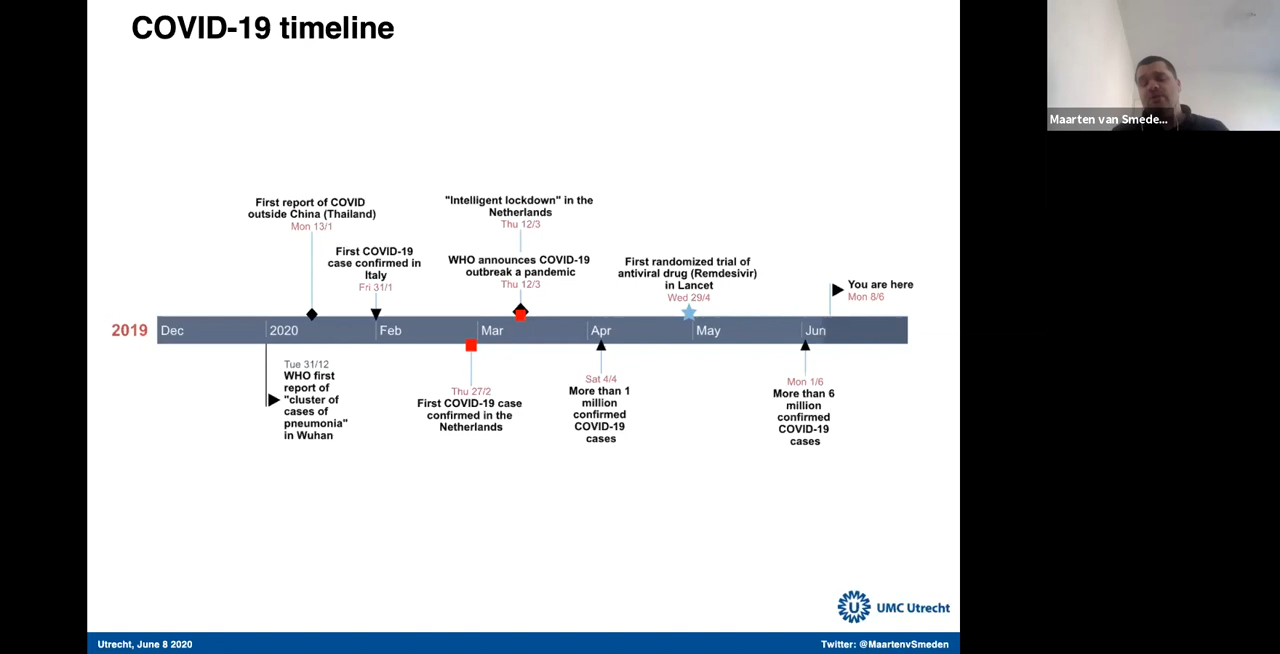 COVID-19 timeline
Maarten van Smede...
First report of COVID
outside China (Thailand)
Mon 13/1
First COVID-19
case confirmed in
Italy
Fri 31/1
"Intelligent lockdown" in the
Netherlands
Thu 12/3
WHO announces COVID-19
outbreak a pandemic
Thu 12/3
First randomized trial of
antiviral drug (Remdesivir)
in Lancet
Wed 29/4
You are here
Mon 8/6
2019 Dec 2020 Feb Mar Apr May Jun
Tue 31/12
WHO first
report of
"cluster of
cases of
pneumonia"
in Wuhan
Thu 27/2
First COVID-19 case
confirmed in the
Netherlands
Sat 4/4
More than 1
million
confirmed
COVID-19
cases
Mon 1/6
More than 6
million
confirmed
COVID-19
cases
U UMC Utrecht
Utrecht, June 8 2020
Twitter: @MaartenvSmeden